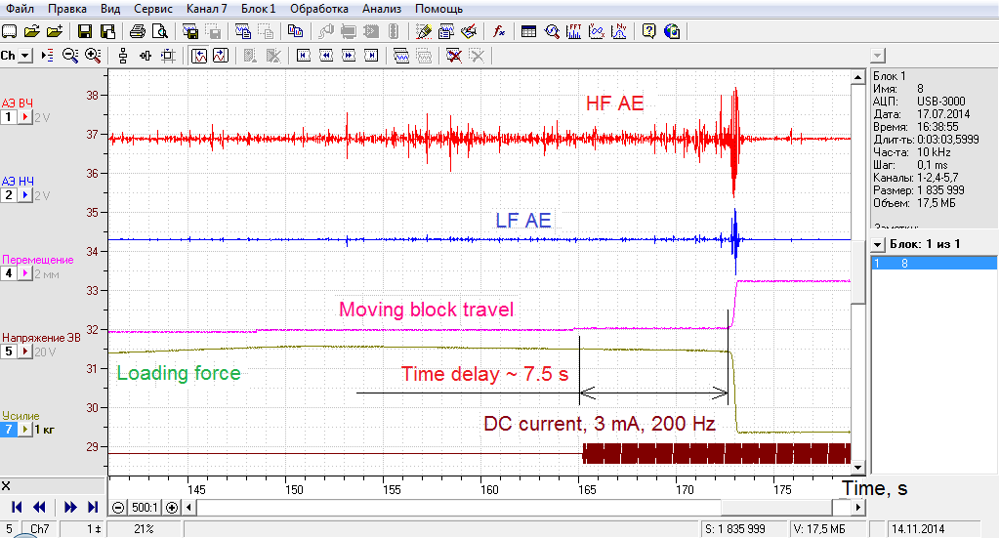 Файл Правка Вид Сервис Канал 7 Блок 1 Обработка Анализ Помощь
Ch
АЭ ВЧ
1 2 V
АЭ НЧ
2 2 V
Перемещение
4 2 мм
Напряжение ЭВ
5 20 V
Усилие
7 1 кг
38
37
36
35
34
33
32
31
30
29
HF AE
LF AE
Moving block travel
Loading force
Time delay ~ 7.5 s
DC current, 3 mA, 200 Hz
145 150 155 160 165 170 175
Time, s
Блок 1
Имя: 8
АЦП: USB-3000
Дата: 17.07.2014
Время: 16:38:55
Длит-ть: 0:03:03,5999
Час-та: 10 kHz
Шаг: 0,1 ms
Каналы: 1-2,4-5,7
Размер: 1 835 999
Объем: 17,5 МБ
Блок: 1 из 1
1 8
X
500:1
5 Ch7 1 ‡ 21% S: 1 835 999 V: 17,5 МБ 14.11.2014